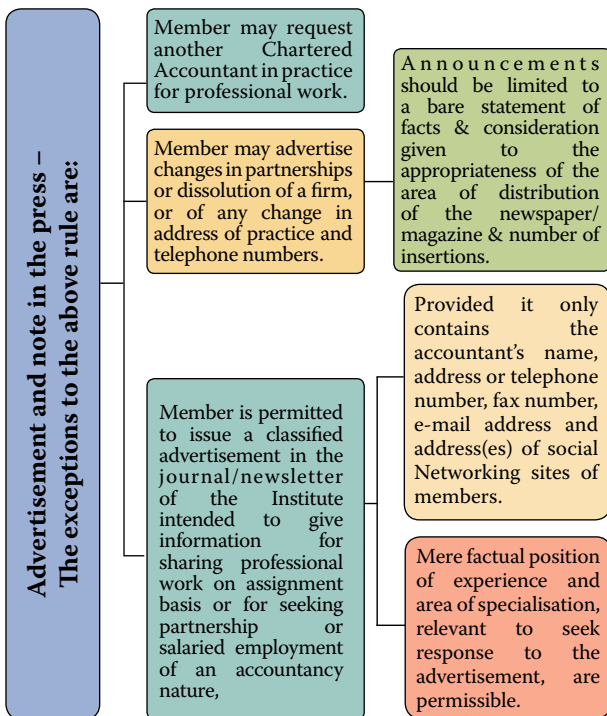 Advertisement and note in the press –
The exceptions to the above rule are:
Member may request
another Chartered
Accountant in practice
for professional work.
Member may advertise
changes in partnerships
or dissolution of a firm,
or of any change in
address of practice and
telephone numbers.
Announcements
should be limited to
a bare statement of
facts & consideration
given to the
appropriateness of the
area of distribution
of the newspaper/
magazine & number of
insertions.
Member is permitted
to issue a classified
advertisement in the
journal/newsletter
of the Institute
intended to give
information for
sharing professional
work on assignment
basis or for seeking
partnership or
salaried employment
of an accountancy
nature,
Provided it only
contains the
accountant's name,
address or telephone
number, fax number,
e-mail address and
address(es) of social
Networking sites of
members.
Mere factual position
of experience and
area of specialisation,
relevant to seek
response to the
advertisement, are
permissible.